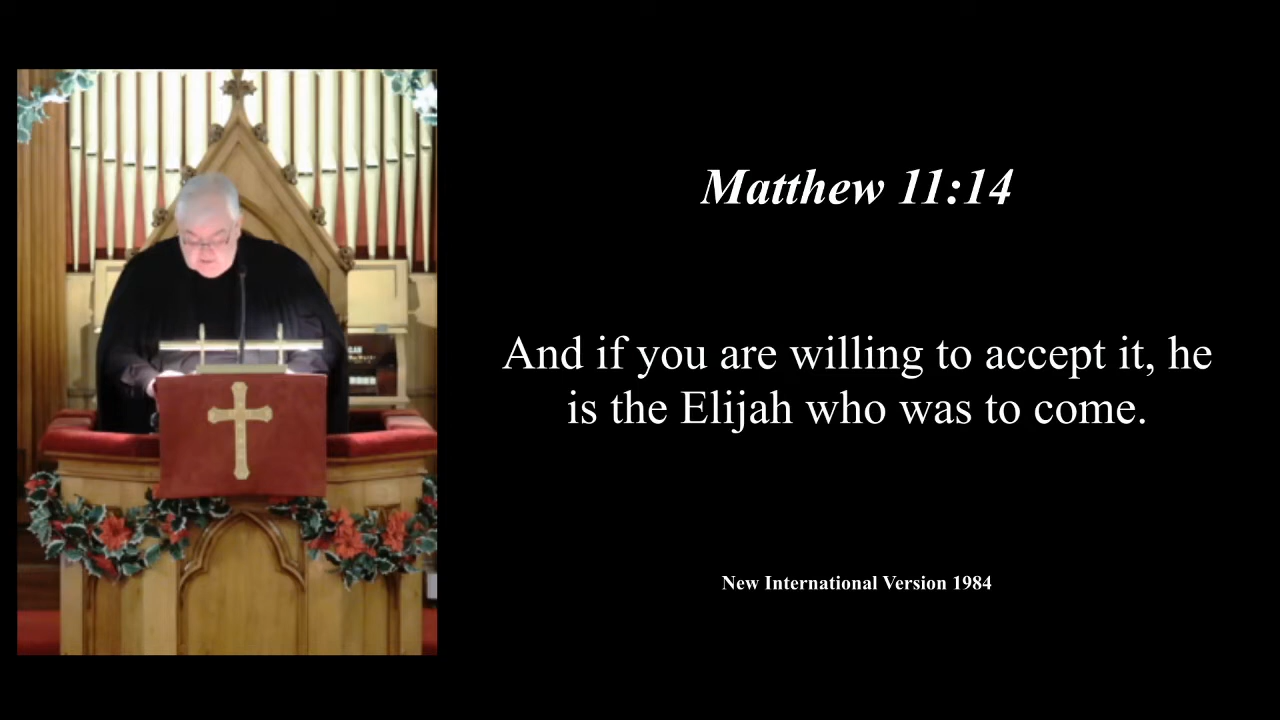 Matthew 11:14
And if you are willing to accept it, he
is the Elijah who was to come.
New International Version 1984